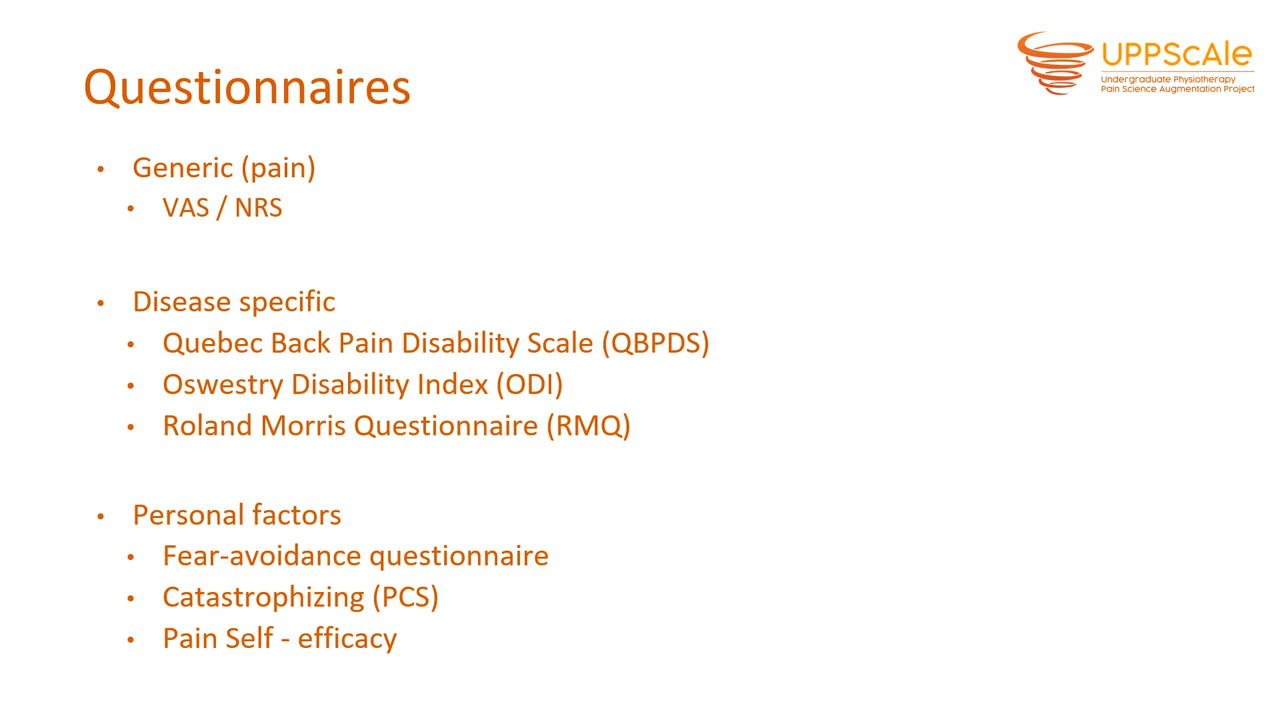 UPPScAle
Undergraduate Physiotherapy
Pain Science Augmentation Project
Questionnaires
• Generic (pain)
• VAS / NRS
• Disease specific
• Quebec Back Pain Disability Scale (QBPDS)
• Oswestry Disability Index (ODI)
• Roland Morris Questionnaire (RMQ)
• Personal factors
• Fear-avoidance questionnaire
• Catastrophizing (PCS)
• Pain Self - efficacy